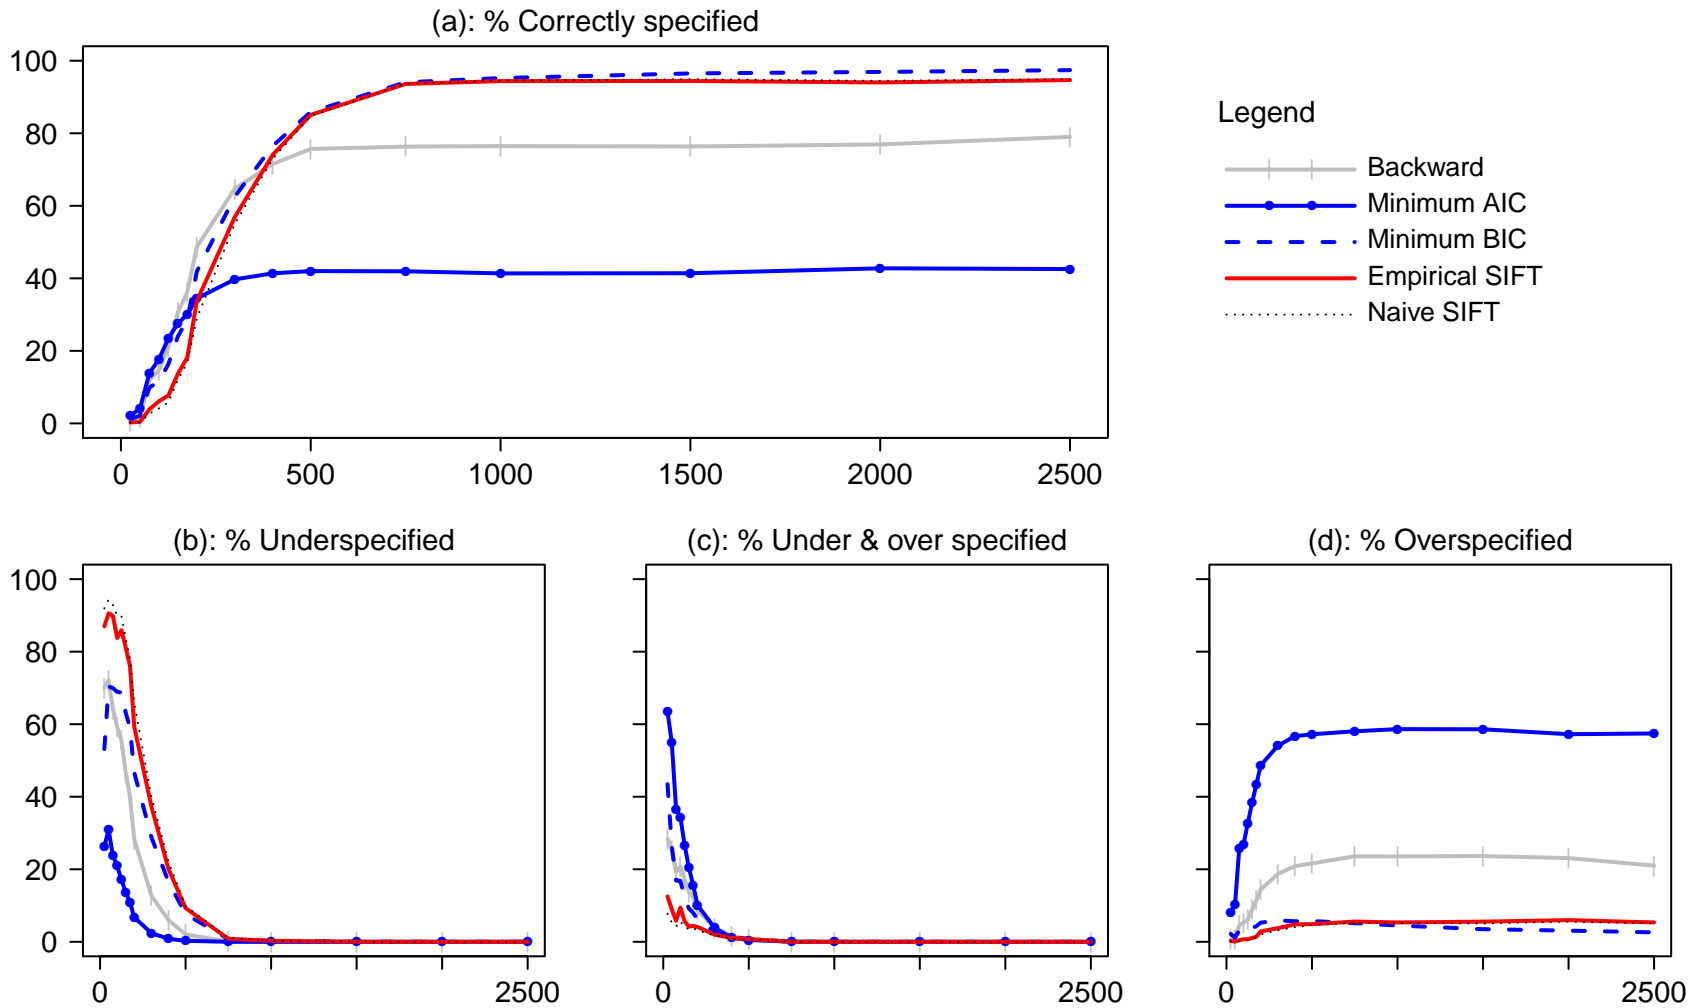 (a): % Correctly specified
100
80
60
40
20
0
0 500 1000 1500 2000 2500
Legend
Backward
Minimum AIC
Minimum BIC
Empirical SIFT
Naive SIFT
(b): % Underspecified
(c): % Under & over specified
(d): % Overspecified
100
80
60
40
20
0
0 2500
0 2500
0 2500